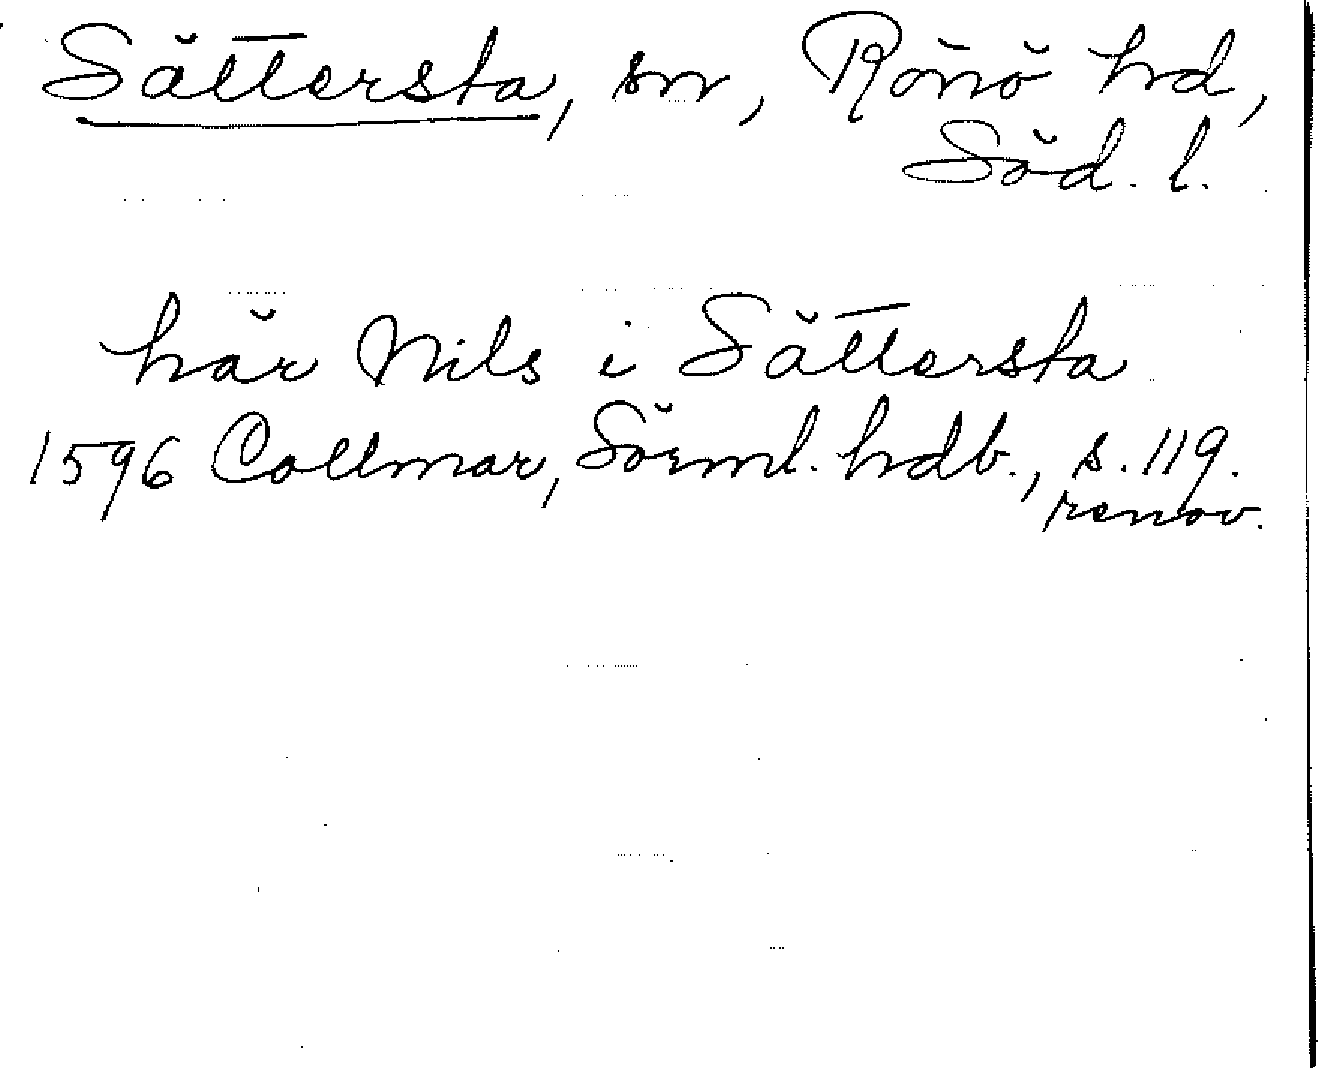 Sättersta, sn, Rönö hd,
Söd. l.
här Nils i Sättersta
1596 Collmar, Sörml. hdb., s. 119.
renov.